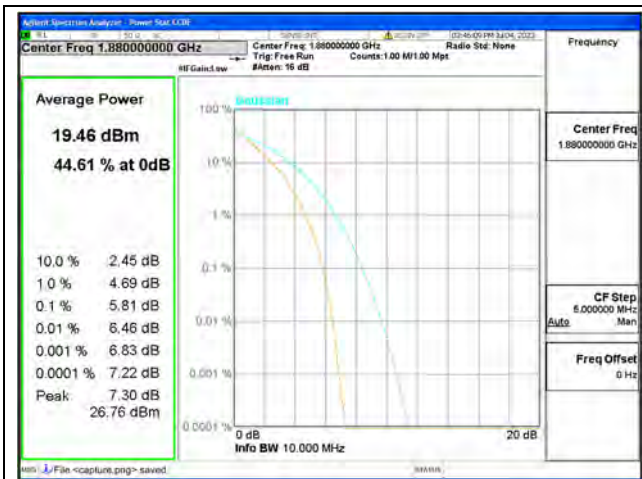 Agilent Spectrum Analyzer - Power Stat CCDF
Center Freq 1.880000000 GHz
Center Freq: 1.880000000 GHz
Radio Std: None
Trig: Free Run
Counts:1.00 M/1.00 Mpt
#IFGain:Low
#Atten: 16 dB
Frequency
Average Power
19.46 dBm
44.61 % at 0dB
10.0 % 2.45 dB
1.0 % 4.69 dB
0.1 % 5.81 dB
0.01 % 6.46 dB
0.001 % 6.83 dB
0.0001 % 7.22 dB
Peak 7.30 dB
26.76 dBm
Gaussian
100 %
10 %
1 %
0.1 %
0.01 %
0.001 %
0.0001 %
0 dB
20 dB
Info BW 10.000 MHz
Center Freq
1.880000000 GHz
CF Step
5.000000 MHz
Auto Man
Freq Offset
0 Hz
MSG File <capture.png> saved
STATUS